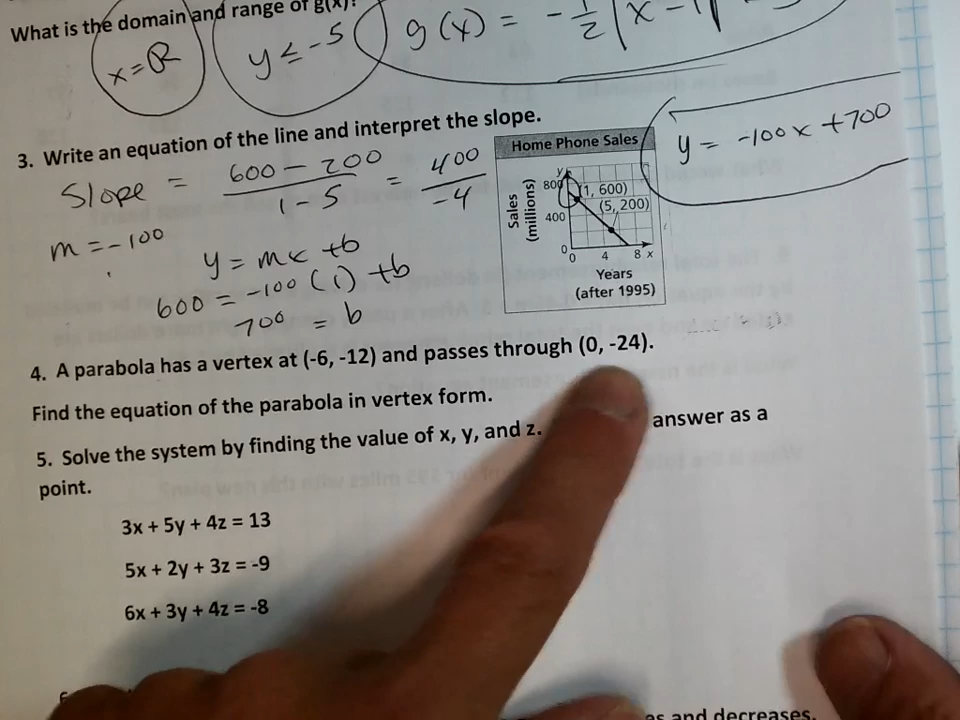 What is the domain and range of g(x)?
x = ℝ
y ≤ -5
g(x) = -1/2 |x - 1|
3. Write an equation of the line and interpret the slope.
Slope = 600 - 200 / 1 - 5 = 400 / -4
m = -100
y = mx + b
600 = -100 (1) + b
700 = b
Home Phone Sales
y
800
(1, 600)
(5, 200)
400
0
0 4 8 x
Sales
(millions)
Years
(after 1995)
y = -100x + 700
4. A parabola has a vertex at (-6, -12) and passes through (0, -24).
Find the equation of the parabola in vertex form.
5. Solve the system by finding the value of x, y, and z. answer as a
point.
3x + 5y + 4z = 13
5x + 2y + 3z = -9
6x + 3y + 4z = -8
and decreases.